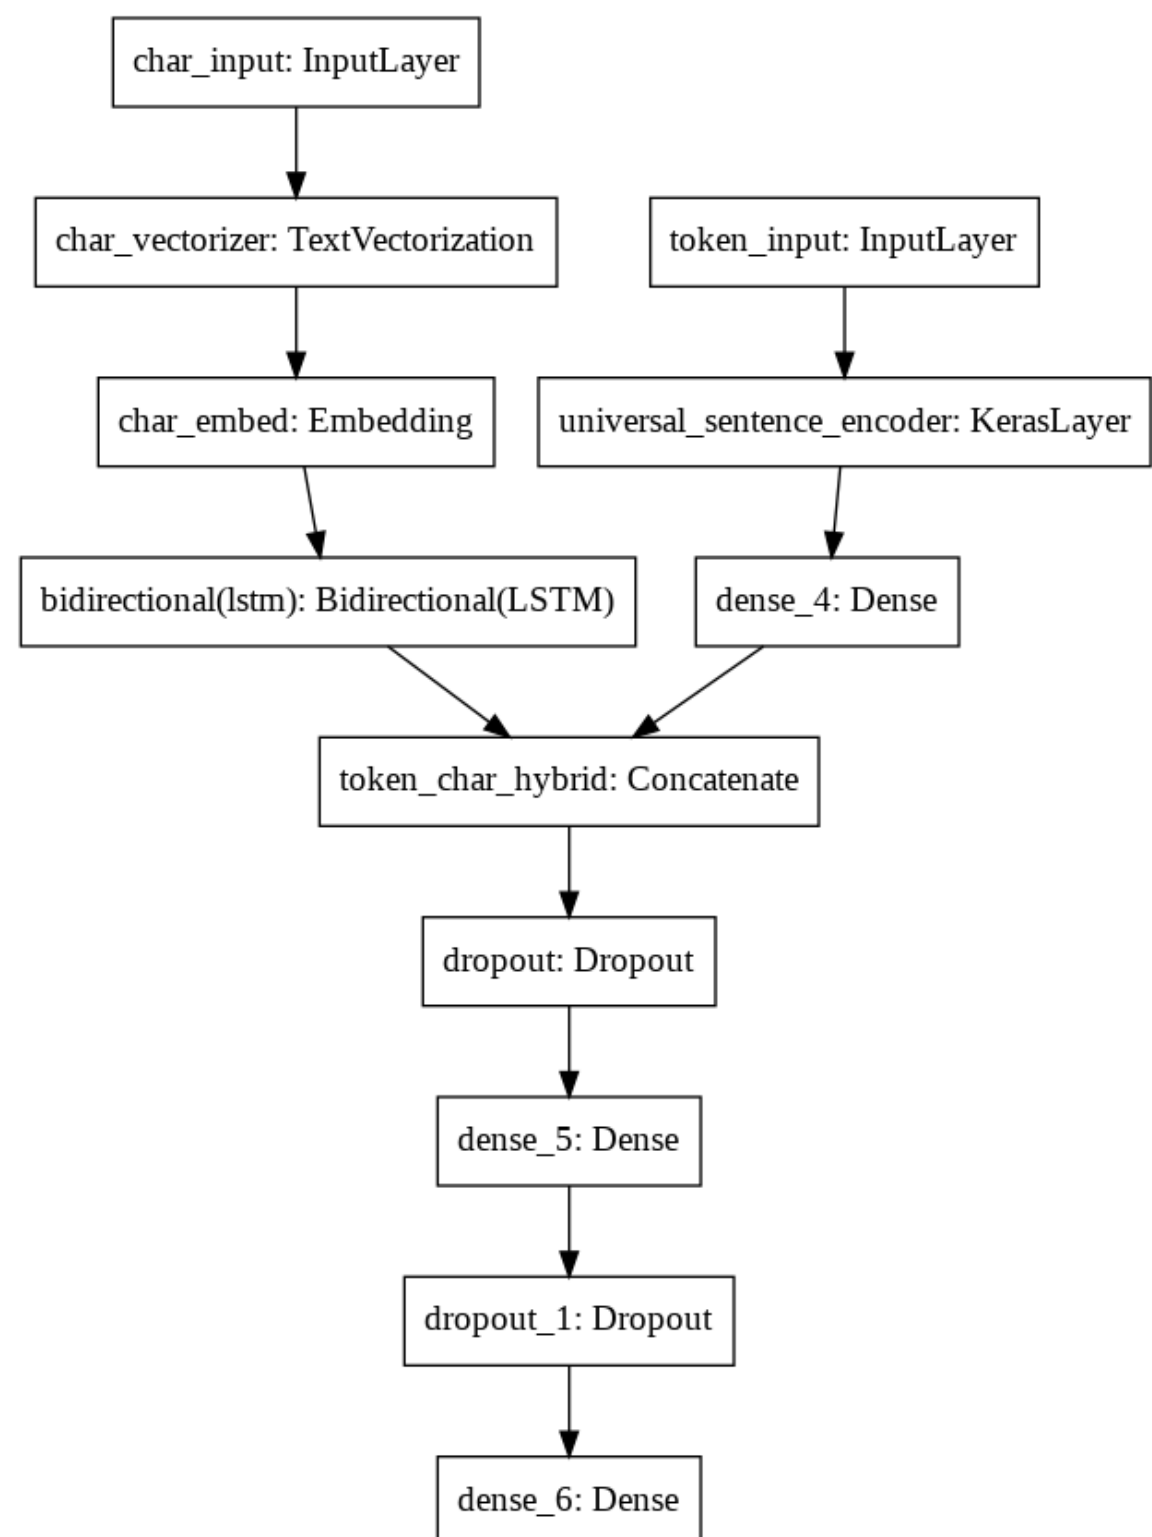 char_input: InputLayer
char_vectorizer: TextVectorization
token_input: InputLayer
char_embed: Embedding
universal_sentence_encoder: KerasLayer
bidirectional(lstm): Bidirectional(LSTM)
dense_4: Dense
token_char_hybrid: Concatenate
dropout: Dropout
dense_5: Dense
dropout_1: Dropout
dense_6: Dense